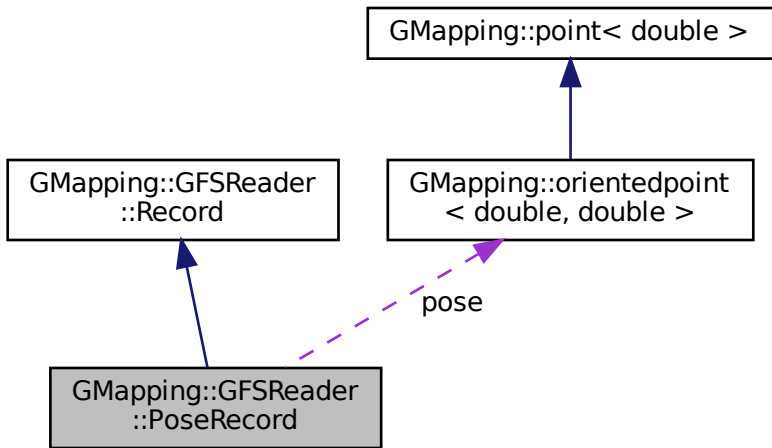 GMapping::point< double >
GMapping::GFSReader
::Record
GMapping::orientedpoint
< double, double >
pose
GMapping::GFSReader
::PoseRecord